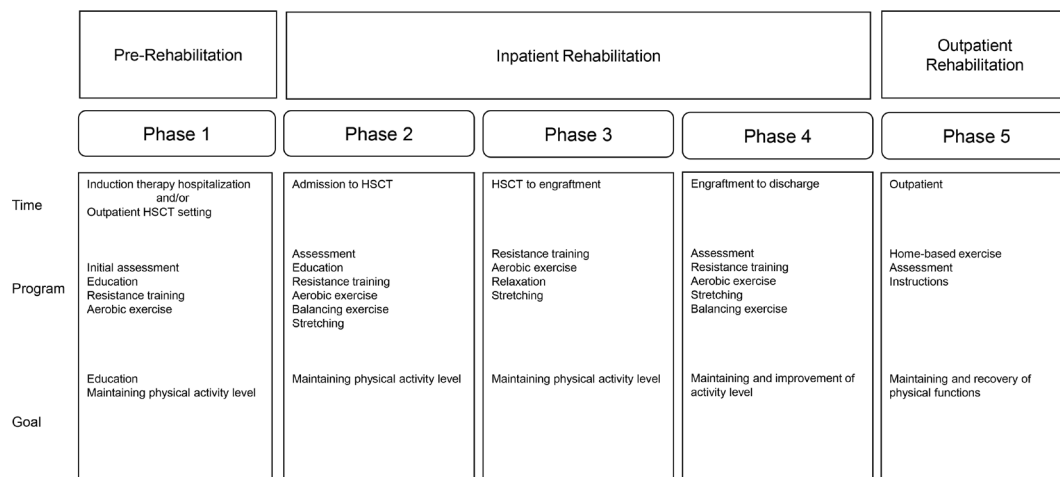 Pre-Rehabilitation
Inpatient Rehabilitation
Outpatient
Rehabilitation
Phase 1
Phase 2
Phase 3
Phase 4
Phase 5
Time
Induction therapy hospitalization
and/or
Outpatient HSCT setting
Admission to HSCT
HSCT to engraftment
Engraftment to discharge
Outpatient
Program
Initial assessment
Education
Resistance training
Aerobic exercise
Assessment
Education
Resistance training
Aerobic exercise
Balancing exercise
Stretching
Resistance training
Aerobic exercise
Relaxation
Stretching
Assessment
Resistance training
Aerobic exercise
Stretching
Balancing exercise
Home-based exercise
Assessment
Instructions
Goal
Education
Maintaining physical activity level
Maintaining physical activity level
Maintaining physical activity level
Maintaining and improvement of
activity level
Maintaining and recovery of
physical functions